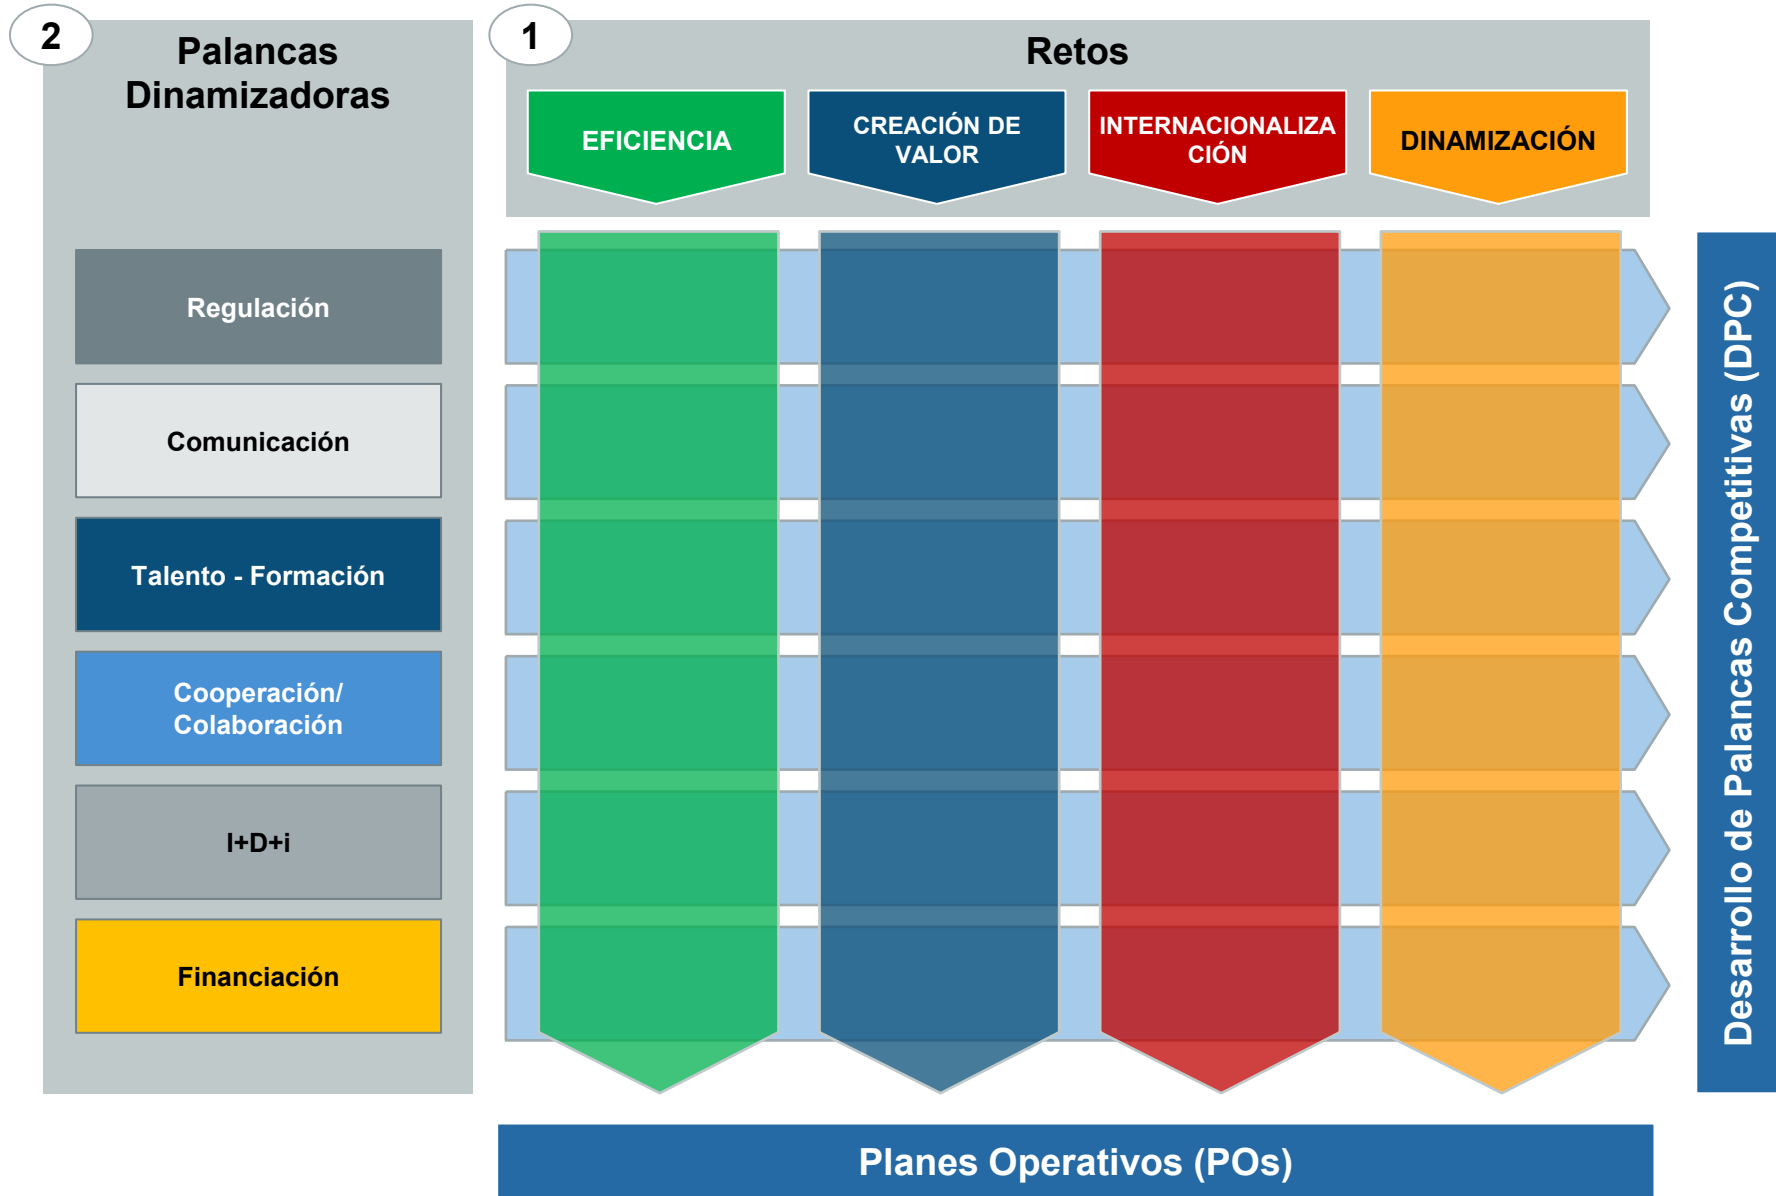 2
Palancas
Dinamizadoras
1
Retos
EFICIENCIA
CREACIÓN DE
VALOR
INTERNACIONALIZA
CIÓN
DINAMIZACIÓN
Regulación
Comunicación
Talento - Formación
Cooperación/
Colaboración
I+D+i
Financiación
Desarrollo de Palancas Competitivas (DPC)
Planes Operativos (POs)